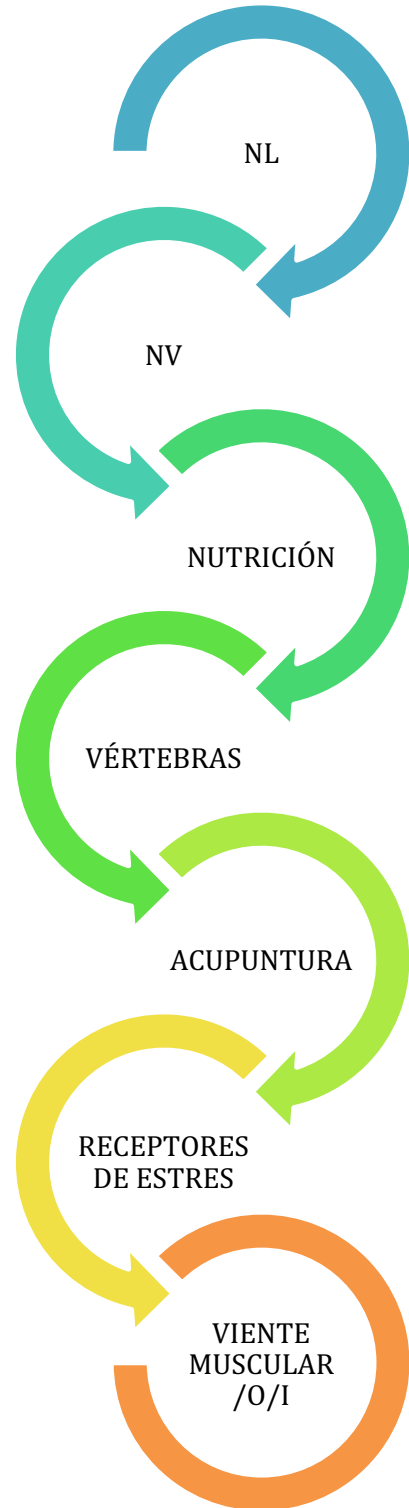 NL
NV
NUTRICIÓN
VÉRTEBRAS
ACUPUNTURA
RECEPTORES
DE ESTRES
VIENTE
MUSCULAR
/O/I